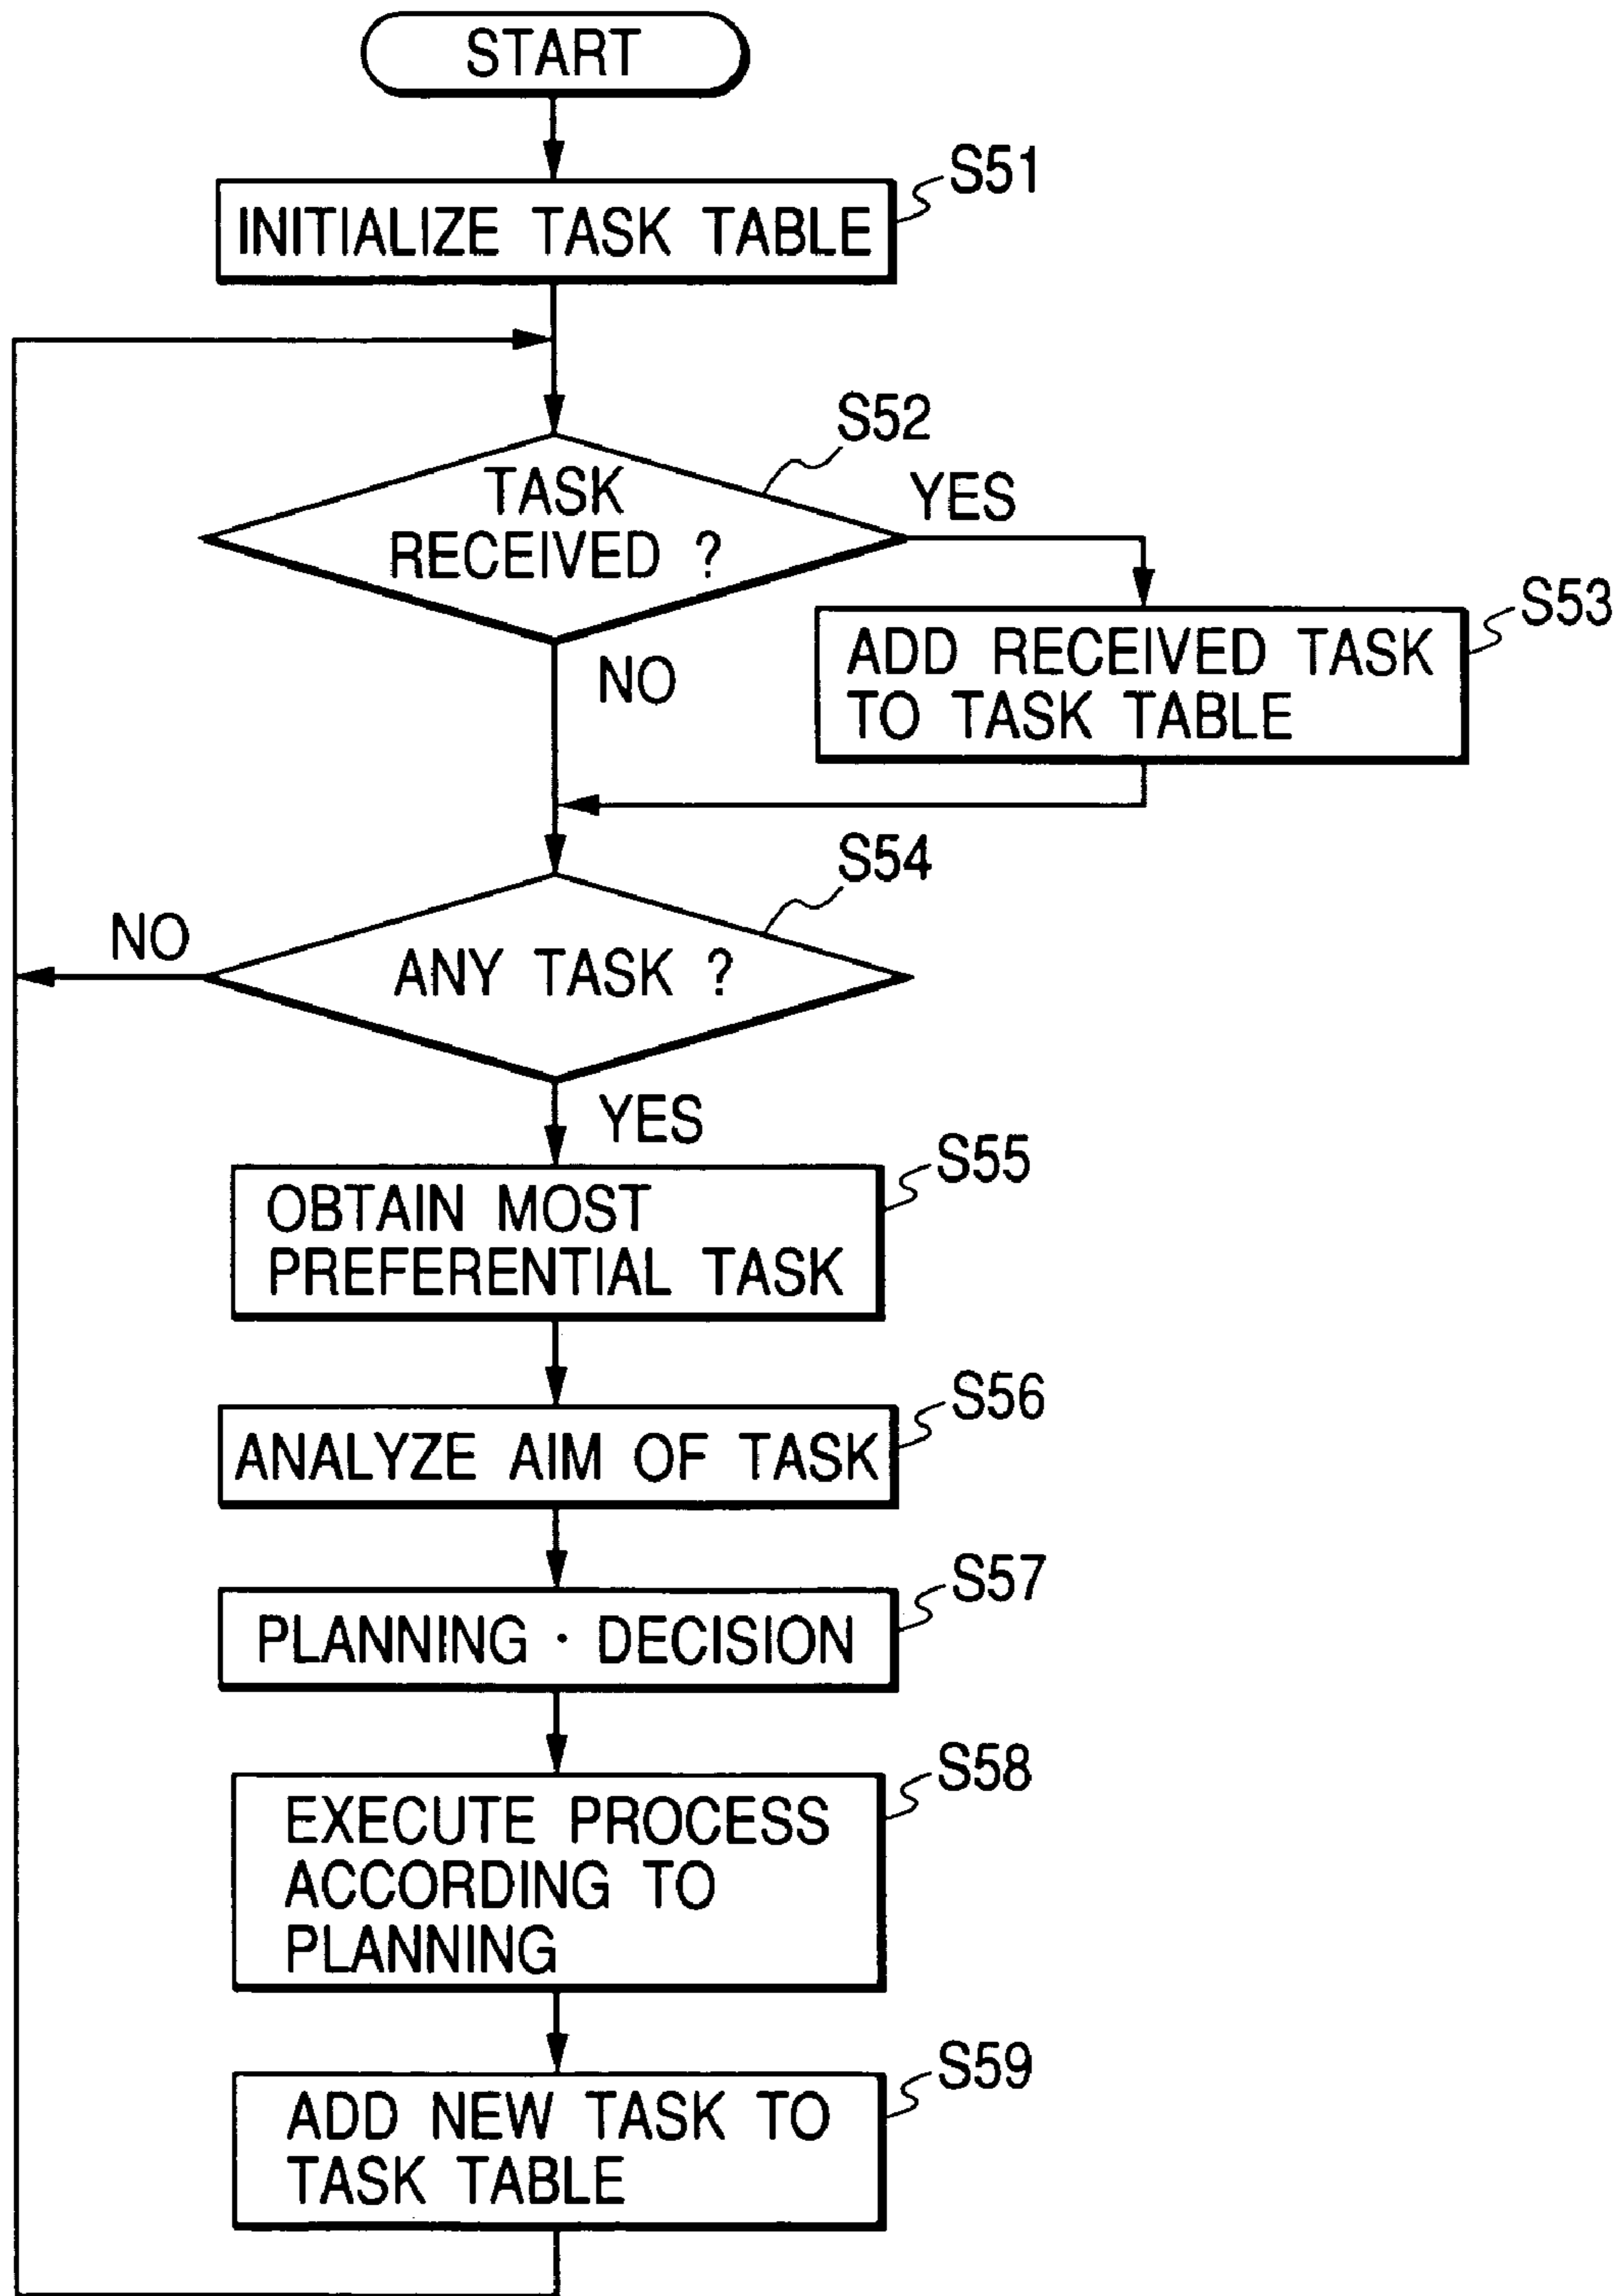 START
S51
INITIALIZE TASK TABLE
S52
TASK
RECEIVED ?
YES
NO
S53
ADD RECEIVED TASK
TO TASK TABLE
S54
ANY TASK ?
NO
YES
S55
OBTAIN MOST
PREFERENTIAL TASK
S56
ANALYZE AIM OF TASK
S57
PLANNING · DECISION
S58
EXECUTE PROCESS
ACCORDING TO
PLANNING
S59
ADD NEW TASK TO
TASK TABLE